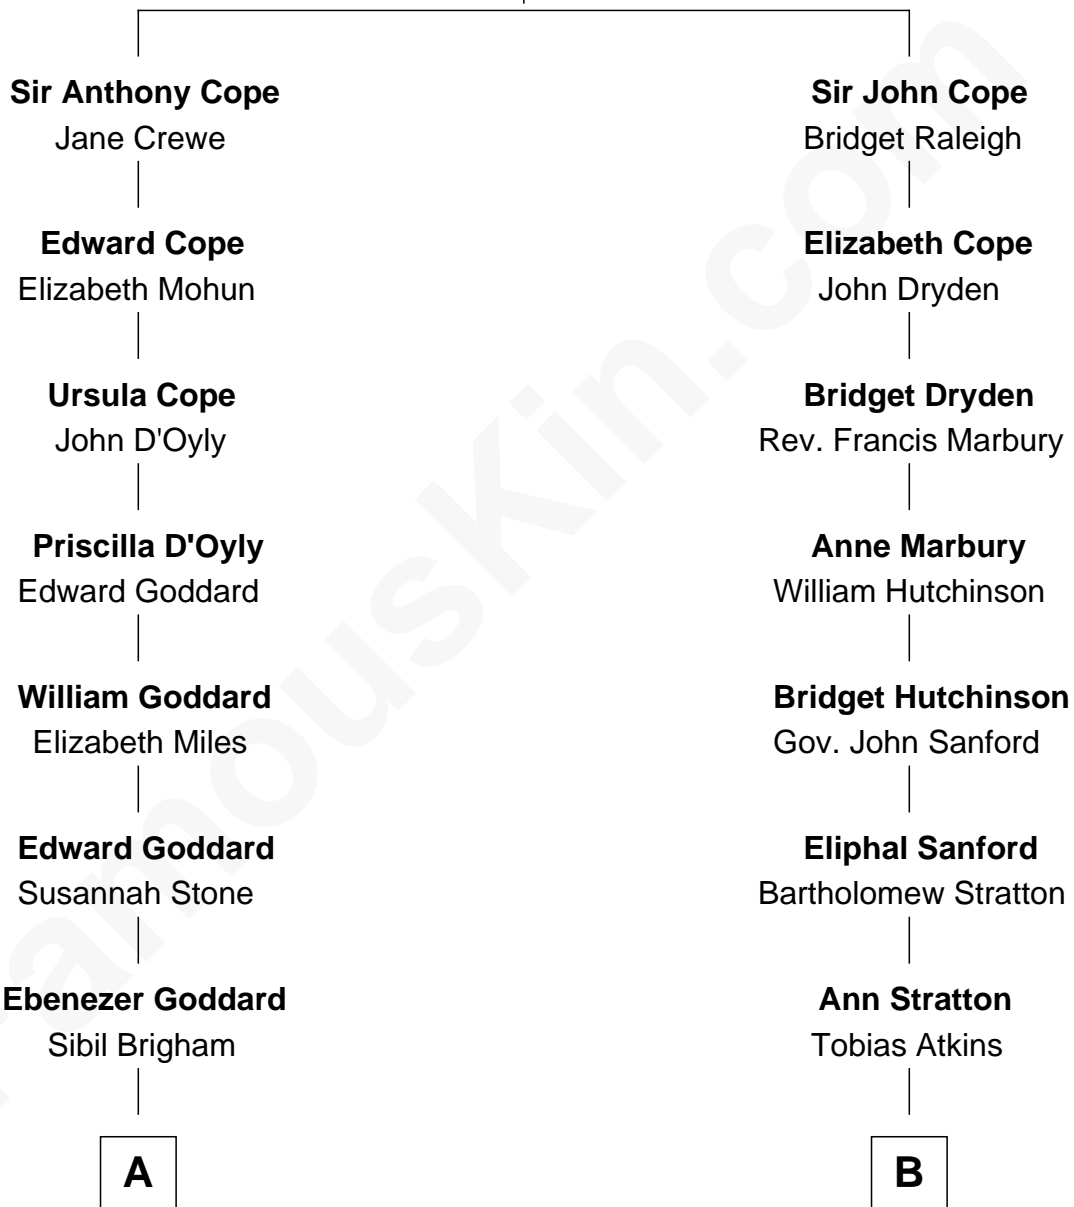 Sir Anthony Cope
Jane Crewe
Edward Cope
Elizabeth Mohun
Ursula Cope
John D'Oyly
Priscilla D'Oyly
Edward Goddard
William Goddard
Elizabeth Miles
Edward Goddard
Susannah Stone
Ebenezer Goddard
Sibil Brigham
A
Sir John Cope
Bridget Raleigh
Elizabeth Cope
John Dryden
Bridget Dryden
Rev. Francis Marbury
Anne Marbury
William Hutchinson
Bridget Hutchinson
Gov. John Sanford
Eliphal Sanford
Bartholomew Stratton
Ann Stratton
Tobias Atkins
B
FamousKin.com